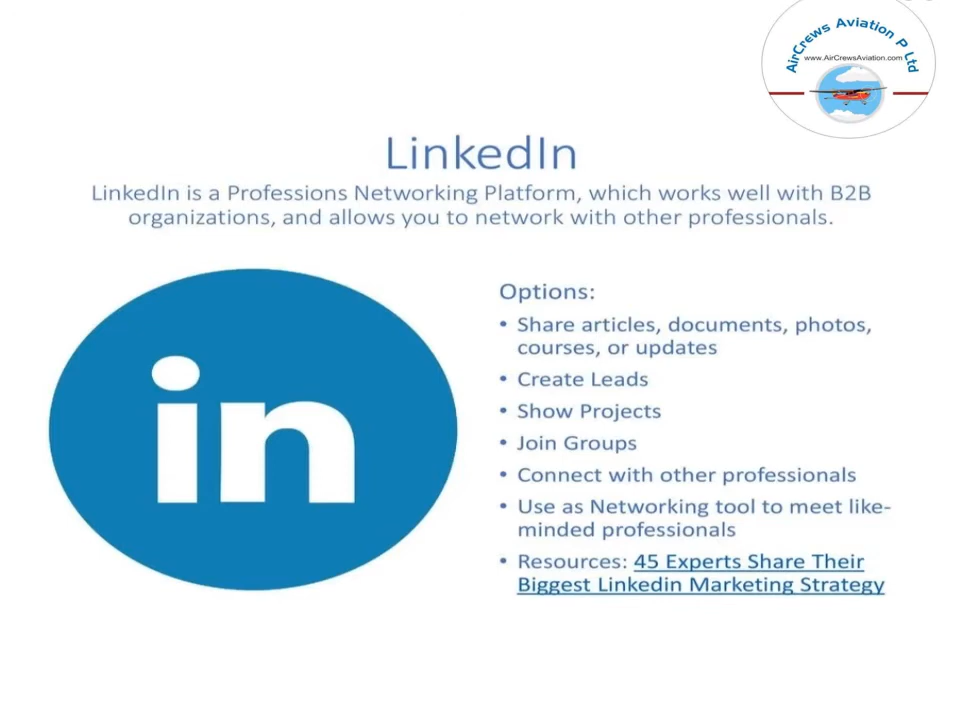 AirCrews Aviation P Ltd
www.AirCrewsAviation.com
LinkedIn
LinkedIn is a Professions Networking Platform, which works well with B2B
organizations, and allows you to network with other professionals.
in
Options:
• Share articles, documents, photos,
courses, or updates
• Create Leads
• Show Projects
• Join Groups
• Connect with other professionals
• Use as Networking tool to meet like-
minded professionals
• Resources: 45 Experts Share Their
Biggest Linkedin Marketing Strategy